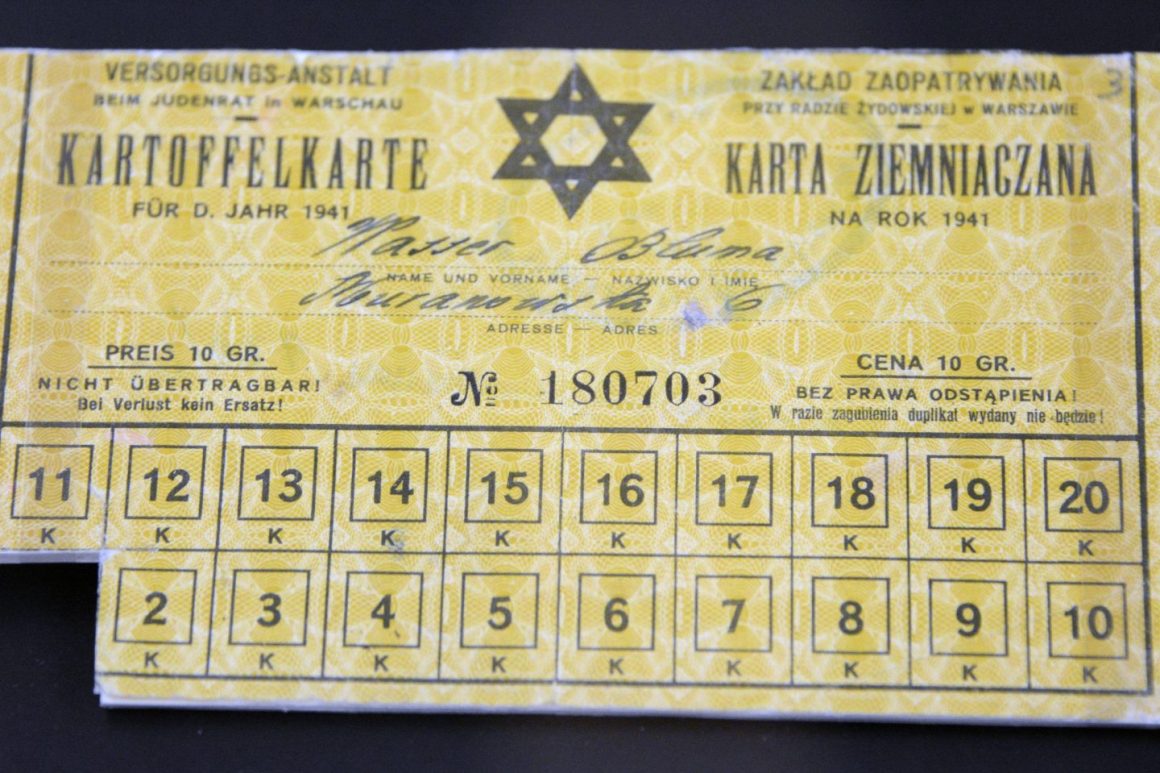 VERSORGUNGS-ANSTALT
BEIM JUDENRAT in WARSCHAU
KARTOFFELKARTE
FÜR D. JAHR 1941
ZAKŁAD ZAOPATRYWANIA
PRZY RADZIE ŻYDOWSKIEJ w WARSZAWIE
KARTA ZIEMNIACZANA
NA ROK 1941
3
Wasser Bluma
NAME UND VORNAME — NAZWISKO I IMIĘ
Muranowska 6
ADRESSE — ADRES
PREIS 10 GR.
NICHT ÜBERTRAGBAR!
Bei Verlust kein Ersatz!
№ 180703
CENA 10 GR.
BEZ PRAWA ODSTĄPIENIA!
W razie zagubienia duplikat wydany nie będzie!
11 12 13 14 15 16 17 18 19 20
K K K K K K K K K K
2 3 4 5 6 7 8 9 10
K K K K K K K K K